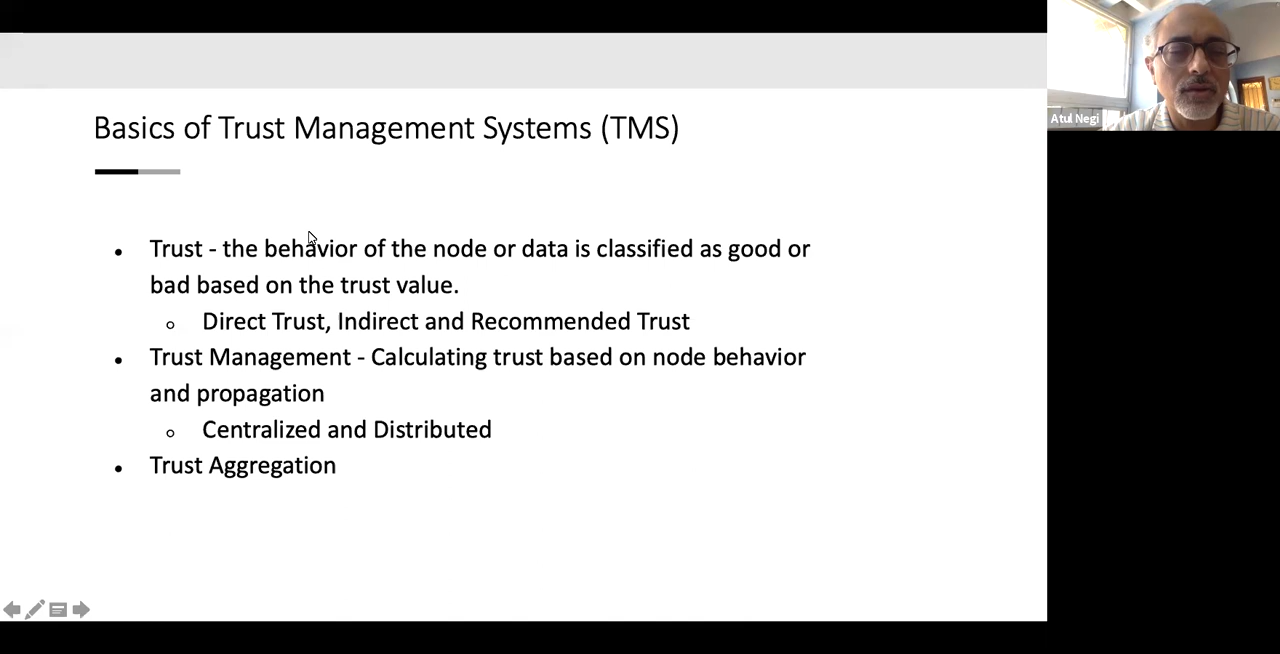 Basics of Trust Management Systems (TMS)
• Trust - the behavior of the node or data is classified as good or
bad based on the trust value.
○ Direct Trust, Indirect and Recommended Trust
• Trust Management - Calculating trust based on node behavior
and propagation
○ Centralized and Distributed
• Trust Aggregation
Atul Negi